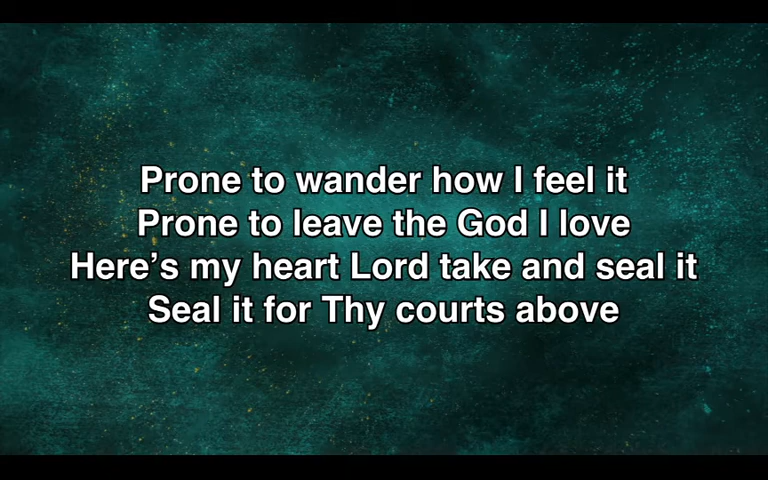 Prone to wander how I feel it
Prone to leave the God I love
Here’s my heart Lord take and seal it
Seal it for Thy courts above